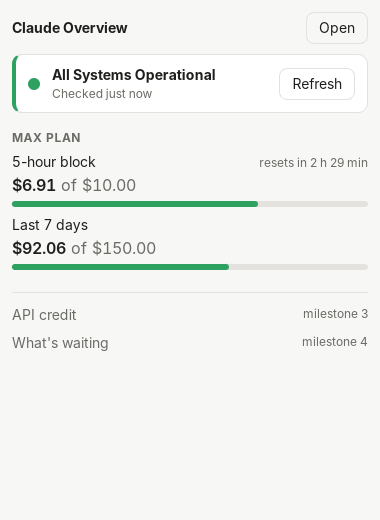 Claude Overview
Open
All Systems Operational
Checked just now
Refresh
MAX PLAN
5-hour block
resets in 2 h 29 min
$6.91 of $10.00
Last 7 days
$92.06 of $150.00
API credit
milestone 3
What's waiting
milestone 4